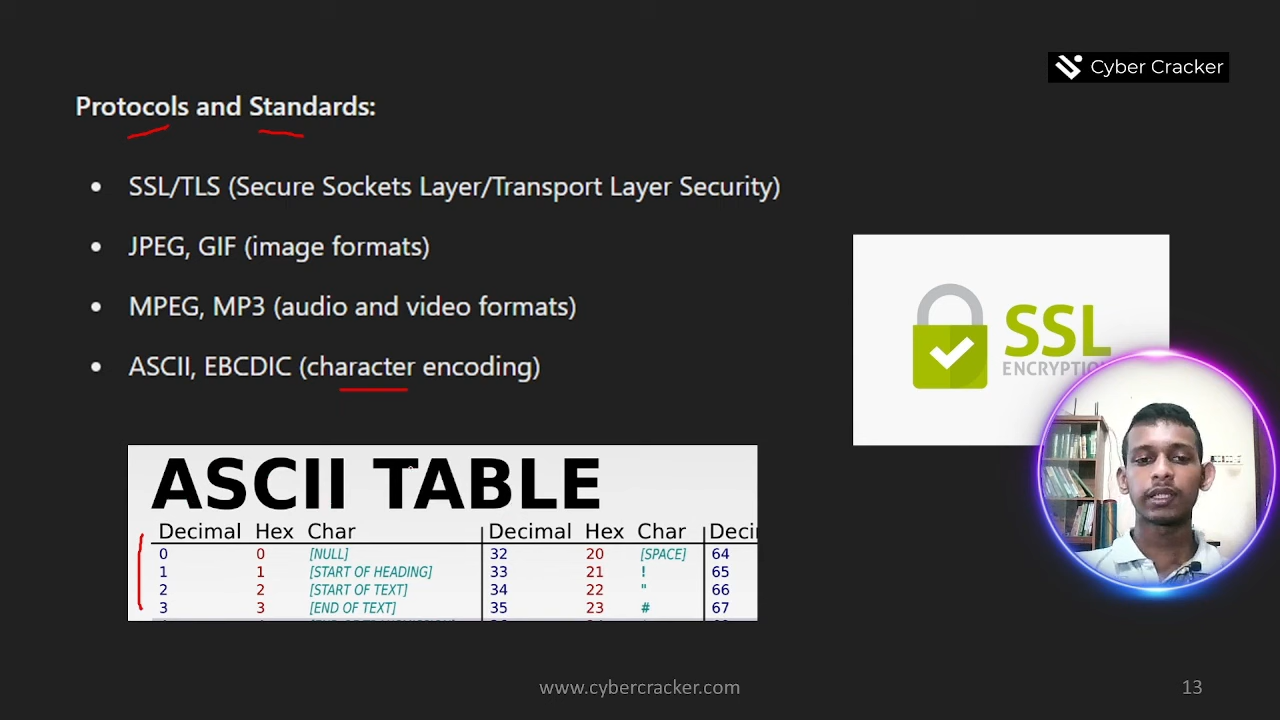 Cyber Cracker
Protocols and Standards:
• SSL/TLS (Secure Sockets Layer/Transport Layer Security)
• JPEG, GIF (image formats)
• MPEG, MP3 (audio and video formats)
• ASCII, EBCDIC (character encoding)
SSL
ASCII TABLE
Decimal Hex Char Decimal Hex Char
0 0 [NULL] 32 20 [SPACE] 64
1 1 [START OF HEADING] 33 21 ! 65
2 2 [START OF TEXT] 34 22 " 66
3 3 [END OF TEXT] 35 23 # 67
www.cybercracker.com 13